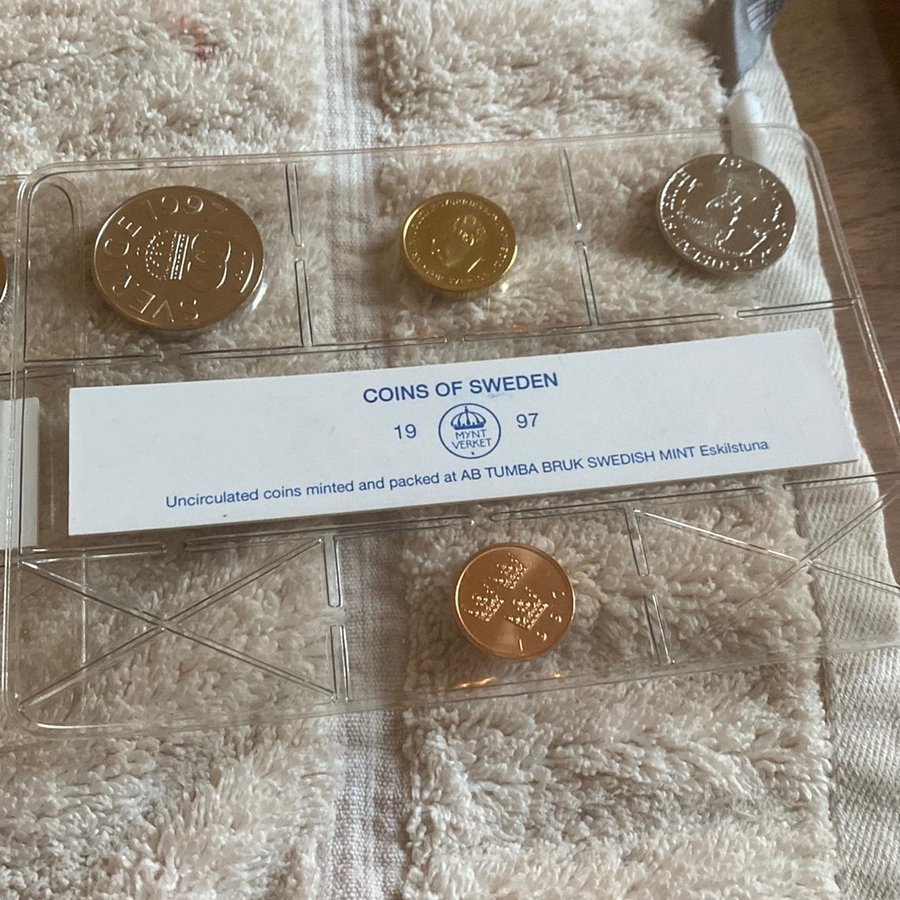 SVERIGE 1997
COINS OF SWEDEN
19 97
MYNT
VERKET
Uncirculated coins minted and packed at AB TUMBA BRUK SWEDISH MINT Eskilstuna
1997